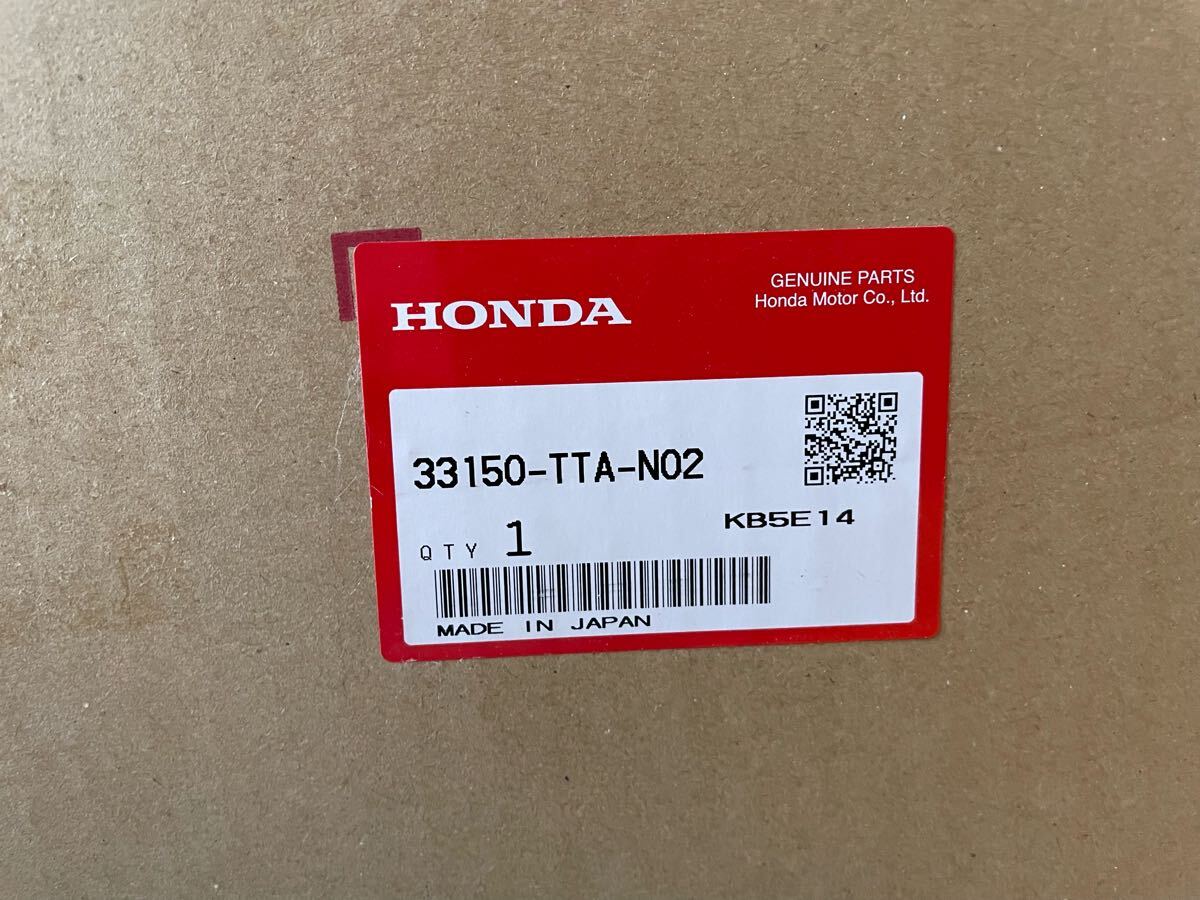 HONDA
GENUINE PARTS
Honda Motor Co., Ltd.
33150-TTA-N02
KB5E14
QTY 1
MADE IN JAPAN